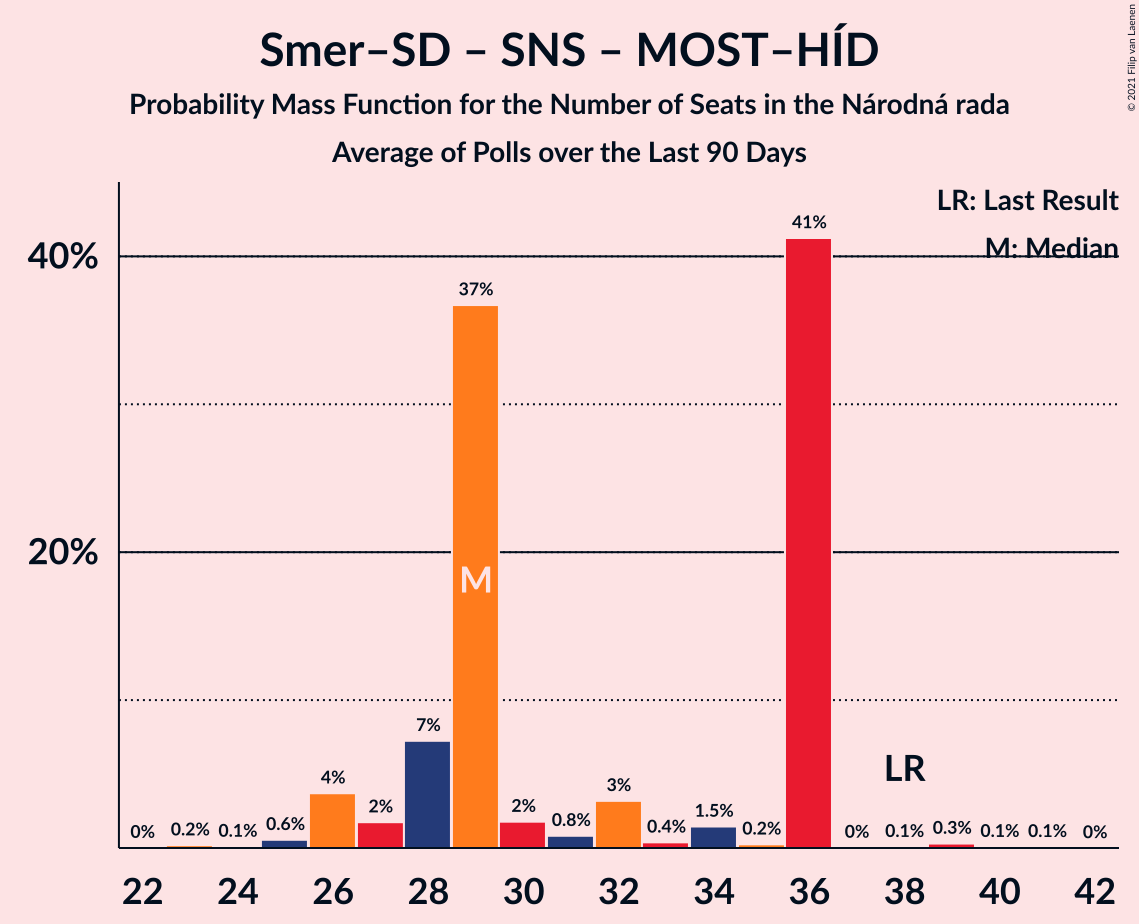 Smer–SD – SNS – MOST–HÍD
Probability Mass Function for the Number of Seats in the Národná rada
Average of Polls over the Last 90 Days
© 2021 Filip van Laenen
LR: Last Result
M: Median
40%
20%
0%
0.2%
0.1%
0.6%
4%
2%
7%
37%
2%
0.8%
3%
0.4%
1.5%
0.2%
41%
0%
0.1%
0.3%
0.1%
0.1%
0%
M
LR
22 24 26 28 30 32 34 36 38 40 42